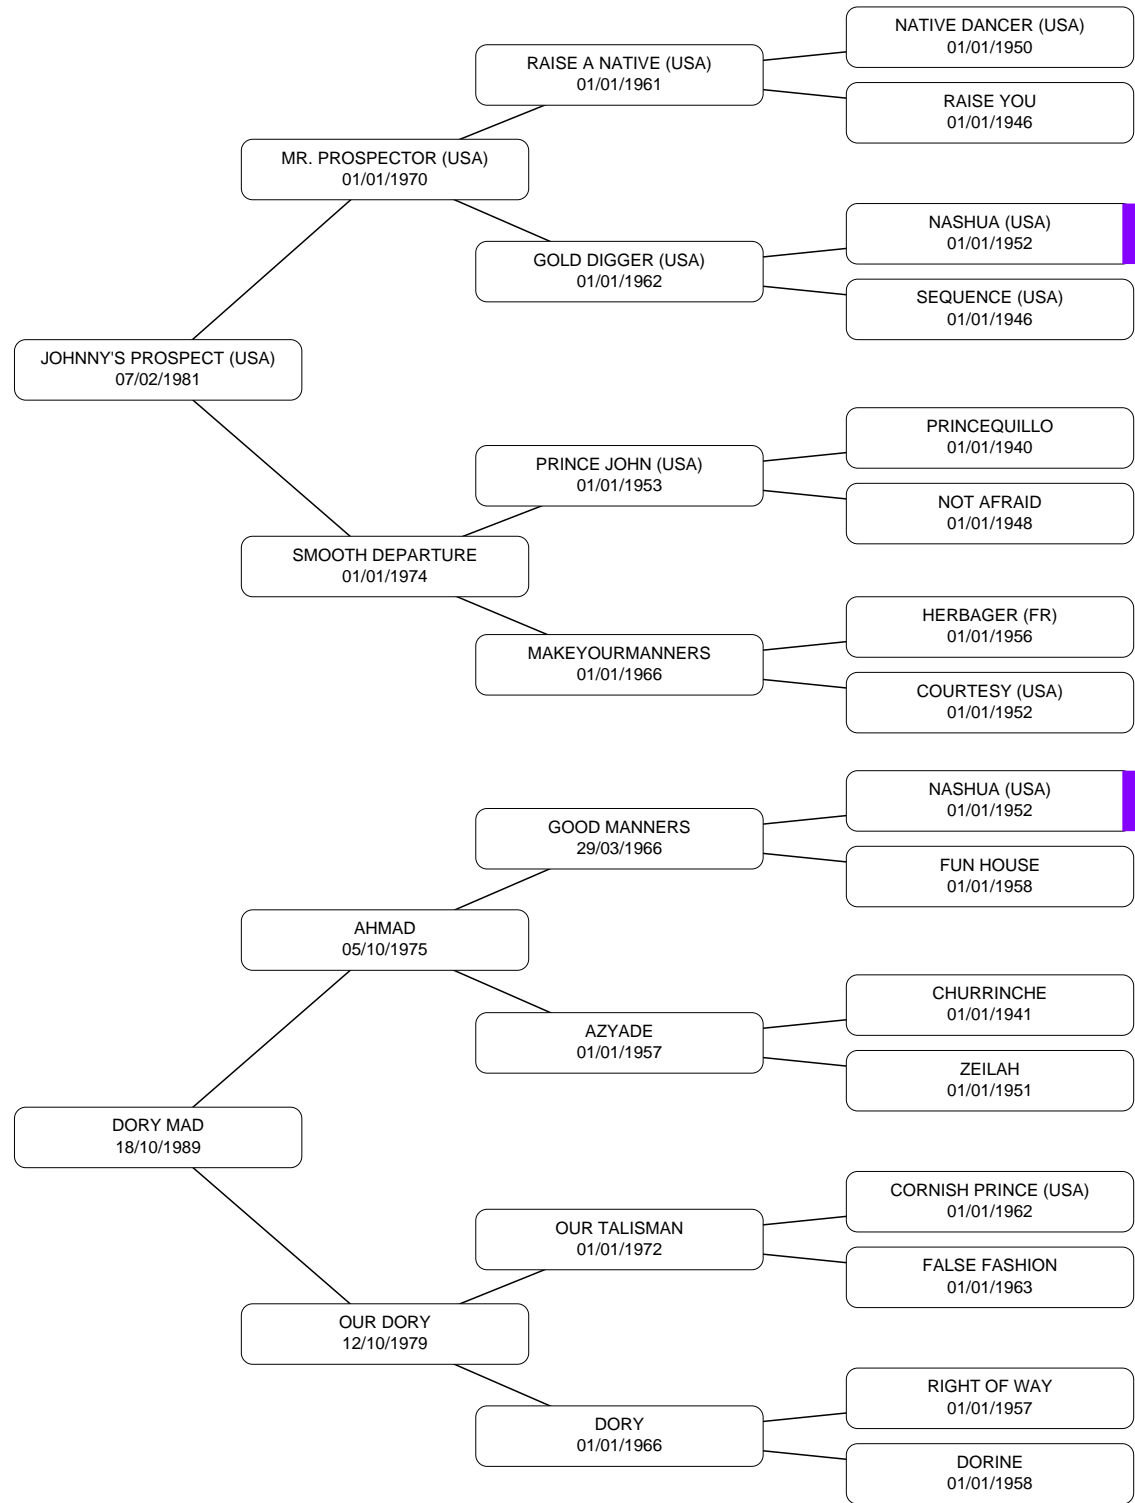 NATIVE DANCER (USA)
01/01/1950
RAISE A NATIVE (USA)
01/01/1961
RAISE YOU
01/01/1946
MR. PROSPECTOR (USA)
01/01/1970
NASHUA (USA)
01/01/1952
GOLD DIGGER (USA)
01/01/1962
SEQUENCE (USA)
01/01/1946
JOHNNY'S PROSPECT (USA)
07/02/1981
PRINCEQUILLO
01/01/1940
PRINCE JOHN (USA)
01/01/1953
NOT AFRAID
01/01/1948
SMOOTH DEPARTURE
01/01/1974
HERBAGER (FR)
01/01/1956
MAKEYOURMANNERS
01/01/1966
COURTESY (USA)
01/01/1952
NASHUA (USA)
01/01/1952
GOOD MANNERS
29/03/1966
FUN HOUSE
01/01/1958
AHMAD
05/10/1975
CHURRINCHE
01/01/1941
AZYADE
01/01/1957
ZEILAH
01/01/1951
DORY MAD
18/10/1989
CORNISH PRINCE (USA)
01/01/1962
OUR TALISMAN
01/01/1972
FALSE FASHION
01/01/1963
OUR DORY
12/10/1979
RIGHT OF WAY
01/01/1957
DORY
01/01/1966
DORINE
01/01/1958